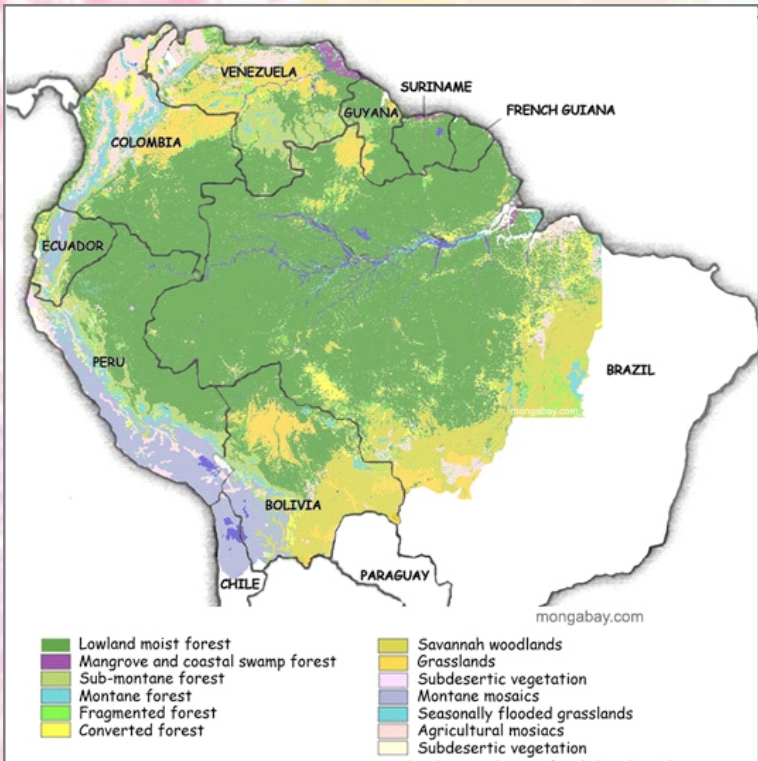 VENEZUELA
SURINAME
GUYANA
FRENCH GUIANA
COLOMBIA
ECUADOR
PERU
BRAZIL
mongabay.com
BOLIVIA
CHILE
PARAGUAY
mongabay.com
Lowland moist forest
Mangrove and coastal swamp forest
Sub-montane forest
Montane forest
Fragmented forest
Converted forest
Savannah woodlands
Grasslands
Subdesertic vegetation
Montane mosaics
Seasonally flooded grasslands
Agricultural mosiacs
Subdesertic vegetation